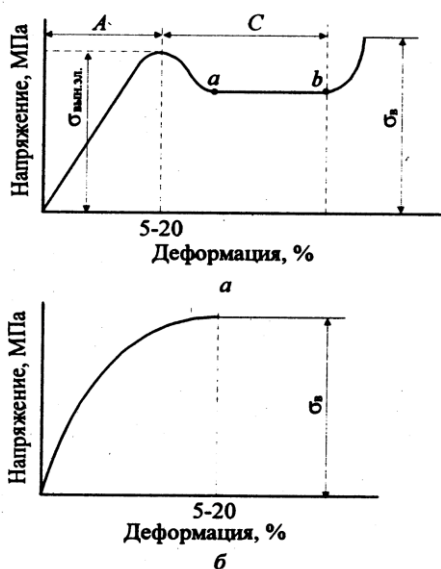 A
C
Напряжение, МПа
σвын.эл.
a
b
σв
5-20
Деформация, %
а
Напряжение, МПа
σв
5-20
Деформация, %
б